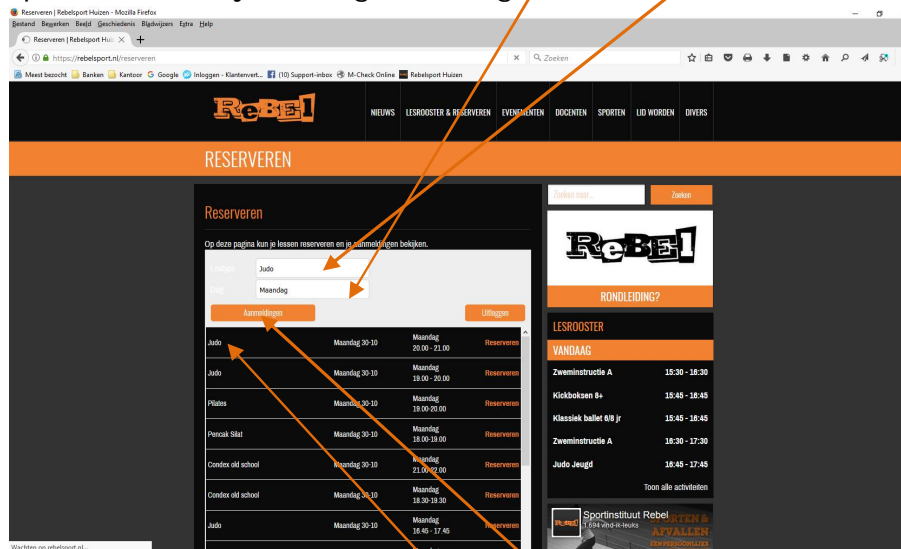 Reserveren | Rebelsport Huizen - Mozilla Firefox
Bestand Bewerken Beeld Geschiedenis Bladwijzers Extra Help
Reserveren | Rebelsport Hui
https://rebelsport.nl/reserveren
Zoeken
Meest bezocht Banken Kantoor Google Inloggen - Klantenvert... (10) Support-inbox M-Check Online Rebelsport Huizen
ReBEl
NIEUWS LESROOSTER & RESERVEREN EVENEMENTEN DOCENTEN SPORTEN LID WORDEN DIVERS
RESERVEREN
Reserveren
Op deze pagina kun je lessen reserveren en je aanmeldingen bekijken.
Judo
Dag Maandag
Aanmeldingen Uitloggen
Judo Maandag 30-10 Maandag 20.00 - 21.00 Reserveren
Judo Maandag 30-10 Maandag 19.00 - 20.00 Reserveren
Pilates Maandag 30-10 Maandag 19.00-20.00 Reserveren
Pencak Silat Maandag 30-10 Maandag 18.00-19.00 Reserveren
Condex old school Maandag 30-10 Maandag 21.00-22.00 Reserveren
Condex old school Maandag 30-10 Maandag 18.30-19.30 Reserveren
Judo Maandag 30-10 Maandag 16.45 - 17.45 Reserveren
Zoeken naar... Zoeken
ReBEl
RONDLEIDING?
LESROOSTER
VANDAAG
Zweminstructie A 15:30 - 16:30
Kickboksen 8+ 15:45 - 16:45
Klassiek ballet 6/8 jr 15:45 - 16:45
Zweminstructie A 16:30 - 17:30
Judo Jeugd 16:45 - 17:45
Toon alle activiteiten
Sportinstituut Rebel
1.694 vind-ik-leuks
SPORTEN &
AFVALLEN
Wachten op rebelsport.nl...